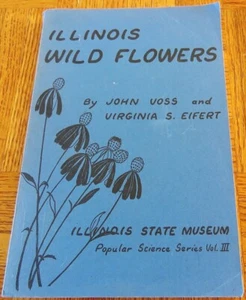 ILLINOIS
WILD FLOWERS
By JOHN VOSS and
VIRGINIA S. EIFERT
ILLINOIS STATE MUSEUM
Popular Science Series Vol. III